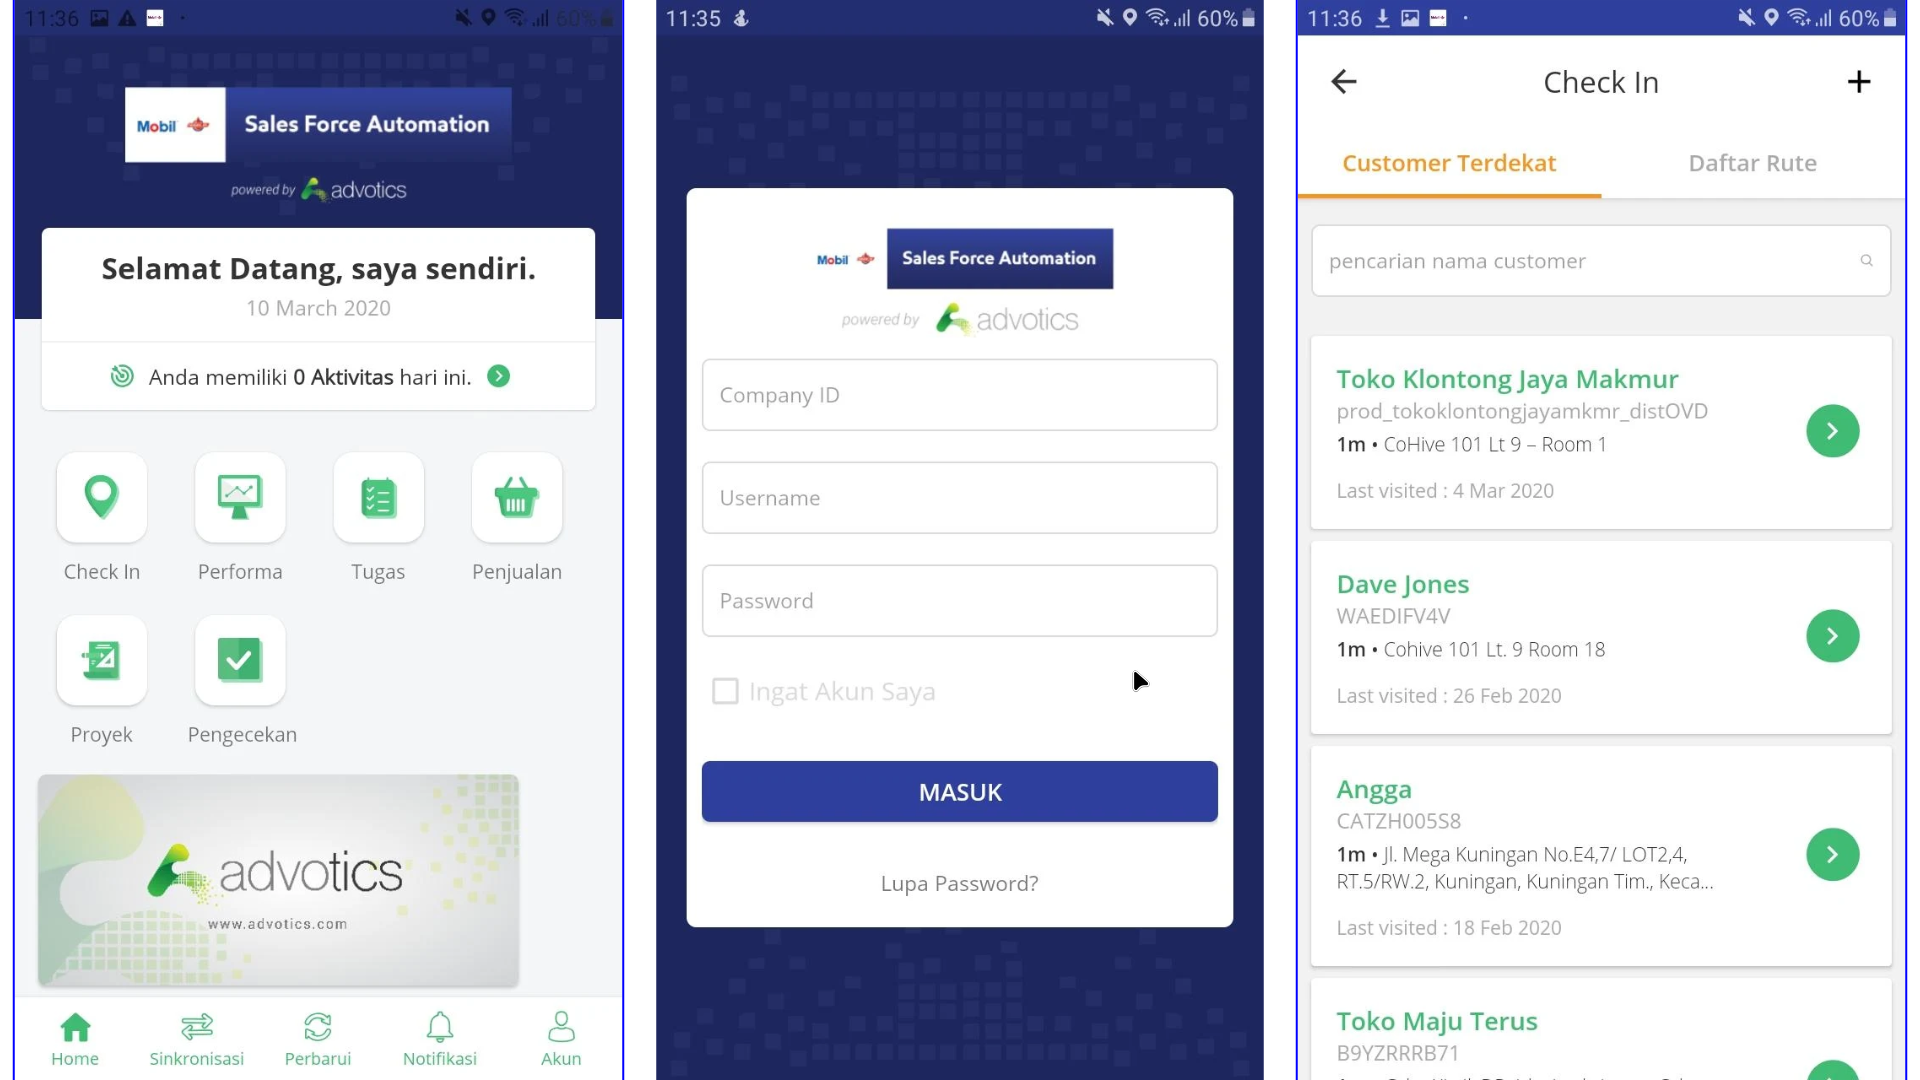 11:36
60%
Mobil
Sales Force Automation
powered by advotics
Selamat Datang, saya sendiri.
10 March 2020
Anda memiliki 0 Aktivitas hari ini.
Check In
Performa
Tugas
Penjualan
Proyek
Pengecekan
advotics
www.advotics.com
Home
Sinkronisasi
Perbarui
Notifikasi
Akun
11:35
60%
Mobil
Sales Force Automation
powered by advotics
Company ID
Username
Password
Ingat Akun Saya
MASUK
Lupa Password?
11:36
60%
Check In
Customer Terdekat
Daftar Rute
pencarian nama customer
Toko Klontong Jaya Makmur
prod_tokoklontongjayamkmr_distOVD
1m • CoHive 101 Lt 9 – Room 1
Last visited : 4 Mar 2020
Dave Jones
WAEDIFV4V
1m • Cohive 101 Lt. 9 Room 18
Last visited : 26 Feb 2020
Angga
CATZH005S8
1m • Jl. Mega Kuningan No.E4,7/ LOT2,4,
RT.5/RW.2, Kuningan, Kuningan Tim., Keca...
Last visited : 18 Feb 2020
Toko Maju Terus
B9YZRRRB71